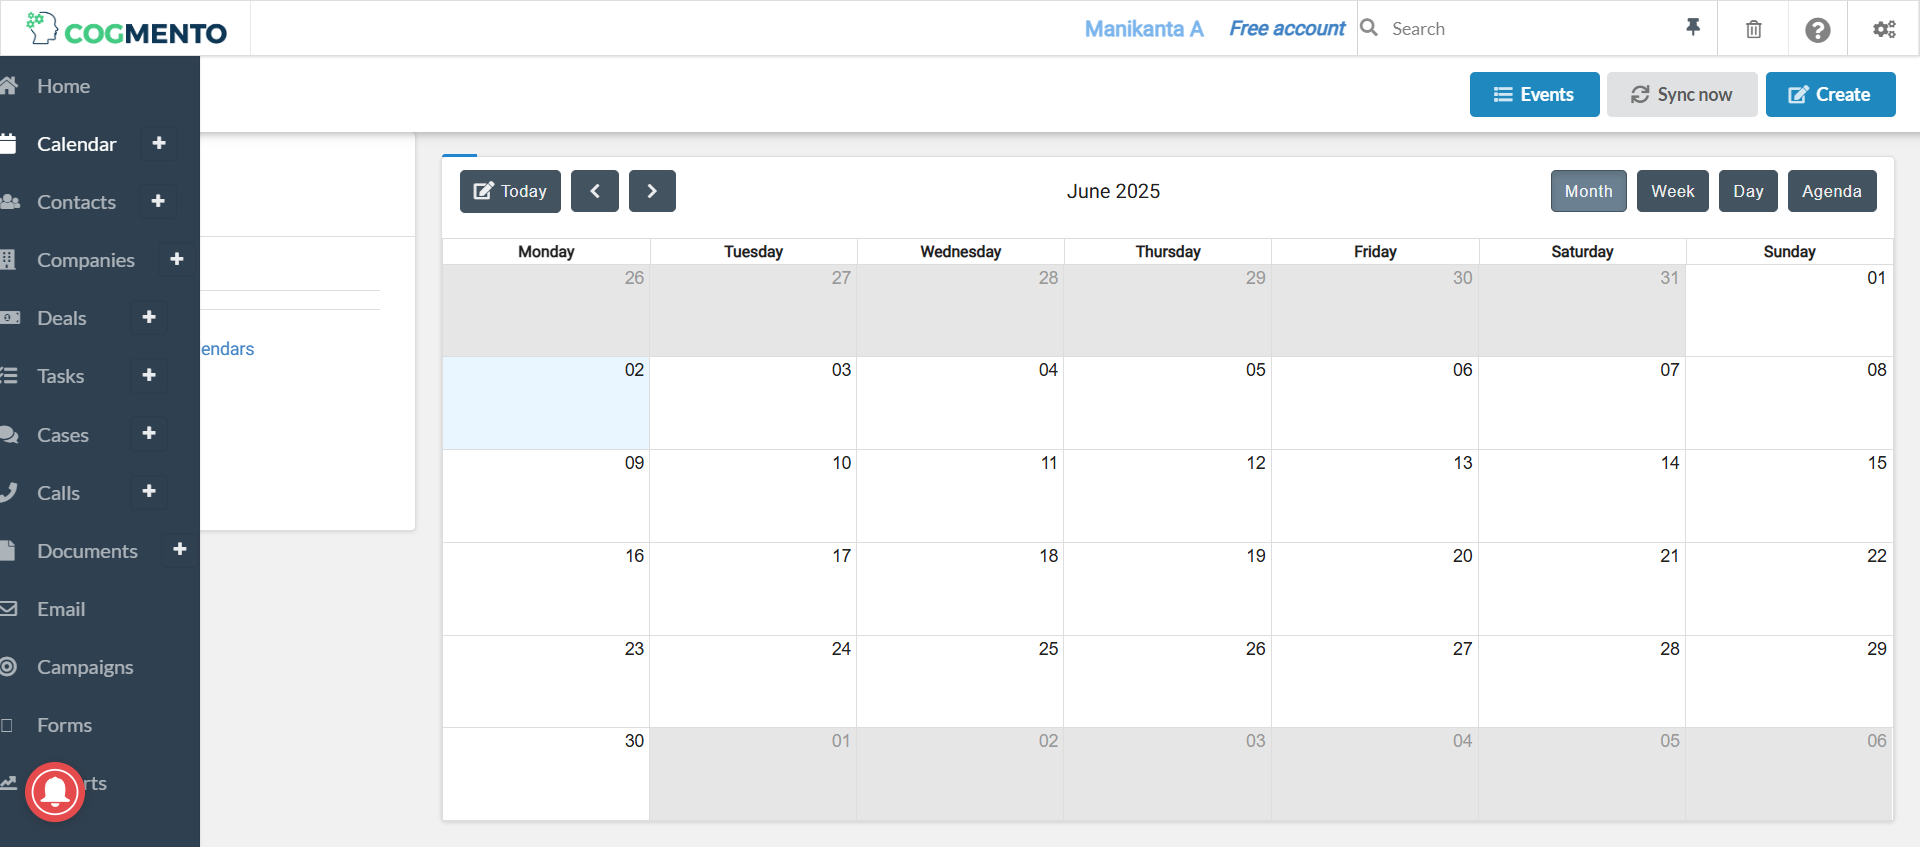 COGMENTO
Manikanta A
Free account
Search
Home
Calendar
Contacts
Companies
Deals
Tasks
Cases
Calls
Documents
Email
Campaigns
Forms
rts
Events
Sync now
Create
endars
Today
June 2025
Month
Week
Day
Agenda
Monday Tuesday Wednesday Thursday Friday Saturday Sunday
26 27 28 29 30 31 01
02 03 04 05 06 07 08
09 10 11 12 13 14 15
16 17 18 19 20 21 22
23 24 25 26 27 28 29
30 01 02 03 04 05 06